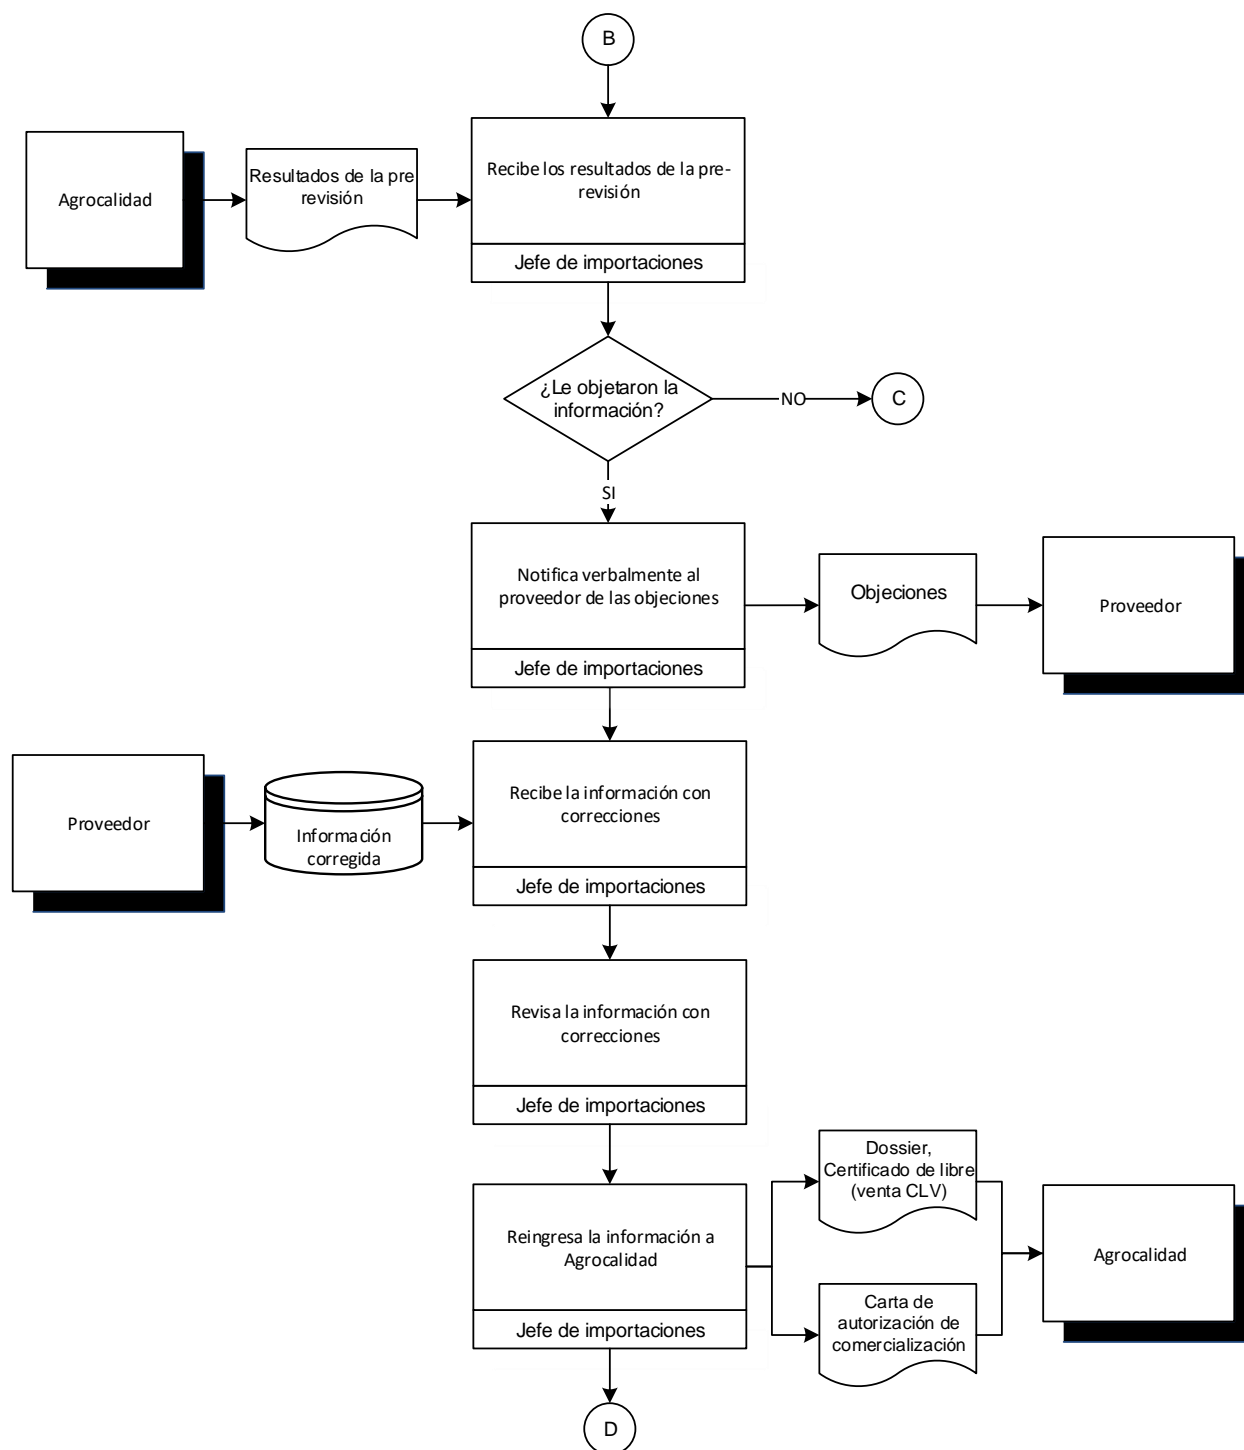 B
Agrocalidad
Resultados de la pre
revisión
Recibe los resultados de la pre-
revisión
Jefe de importaciones
¿Le objetaron la
información?
NO
C
SI
Notifica verbalmente al
proveedor de las objeciones
Jefe de importaciones
Objeciones
Proveedor
Proveedor
Información
corregida
Recibe la información con
correcciones
Jefe de importaciones
Revisa la información con
correcciones
Jefe de importaciones
Reingresa la información a
Agrocalidad
Jefe de importaciones
Dossier,
Certificado de libre
(venta CLV)
Carta de
autorización de
comercialización
Agrocalidad
D